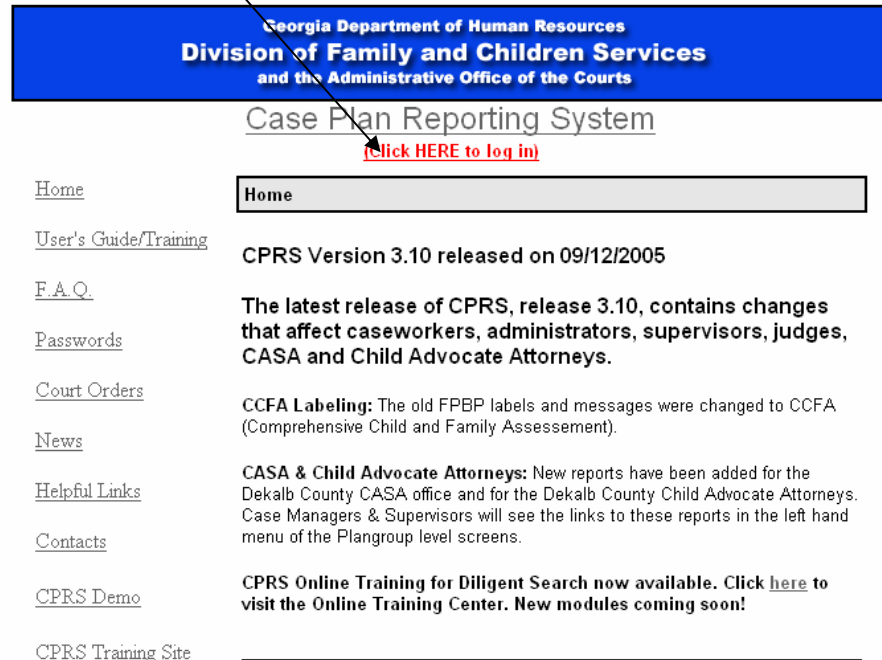 Georgia Department of Human Resources
Division of Family and Children Services
and the Administrative Office of the Courts
Case Plan Reporting System
(Click HERE to log in)
Home
User's Guide/Training
F.A.Q.
Passwords
Court Orders
News
Helpful Links
Contacts
CPRS Demo
CPRS Training Site
Home
CPRS Version 3.10 released on 09/12/2005
The latest release of CPRS, release 3.10, contains changes
that affect caseworkers, administrators, supervisors, judges,
CASA and Child Advocate Attorneys.
CCFA Labeling: The old FPBP labels and messages were changed to CCFA
(Comprehensive Child and Family Assessement).
CASA & Child Advocate Attorneys: New reports have been added for the
Dekalb County CASA office and for the Dekalb County Child Advocate Attorneys.
Case Managers & Supervisors will see the links to these reports in the left hand
menu of the Plangroup level screens.
CPRS Online Training for Diligent Search now available. Click here to
visit the Online Training Center. New modules coming soon!